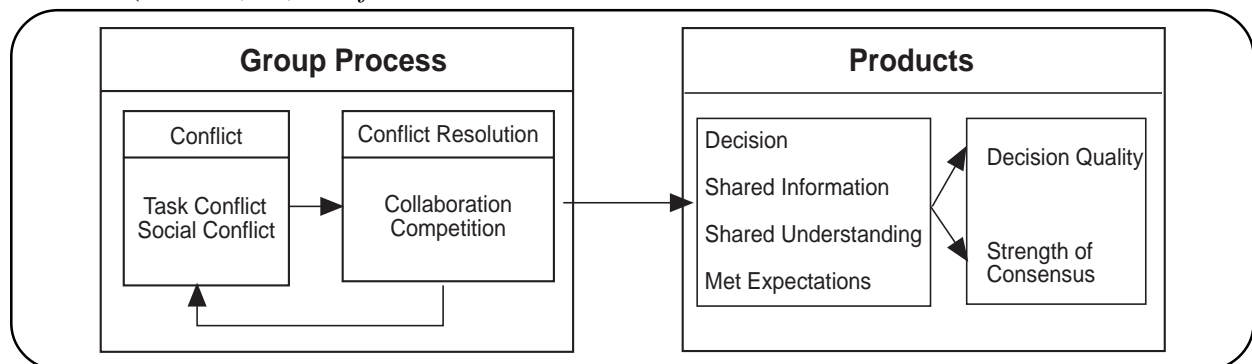 Group Process
Products
Conflict
Conflict Resolution
Task Conflict
Social Conflict
Collaboration
Competition
Decision
Shared Information
Shared Understanding
Met Expectations
Decision Quality
Strength of
Consensus